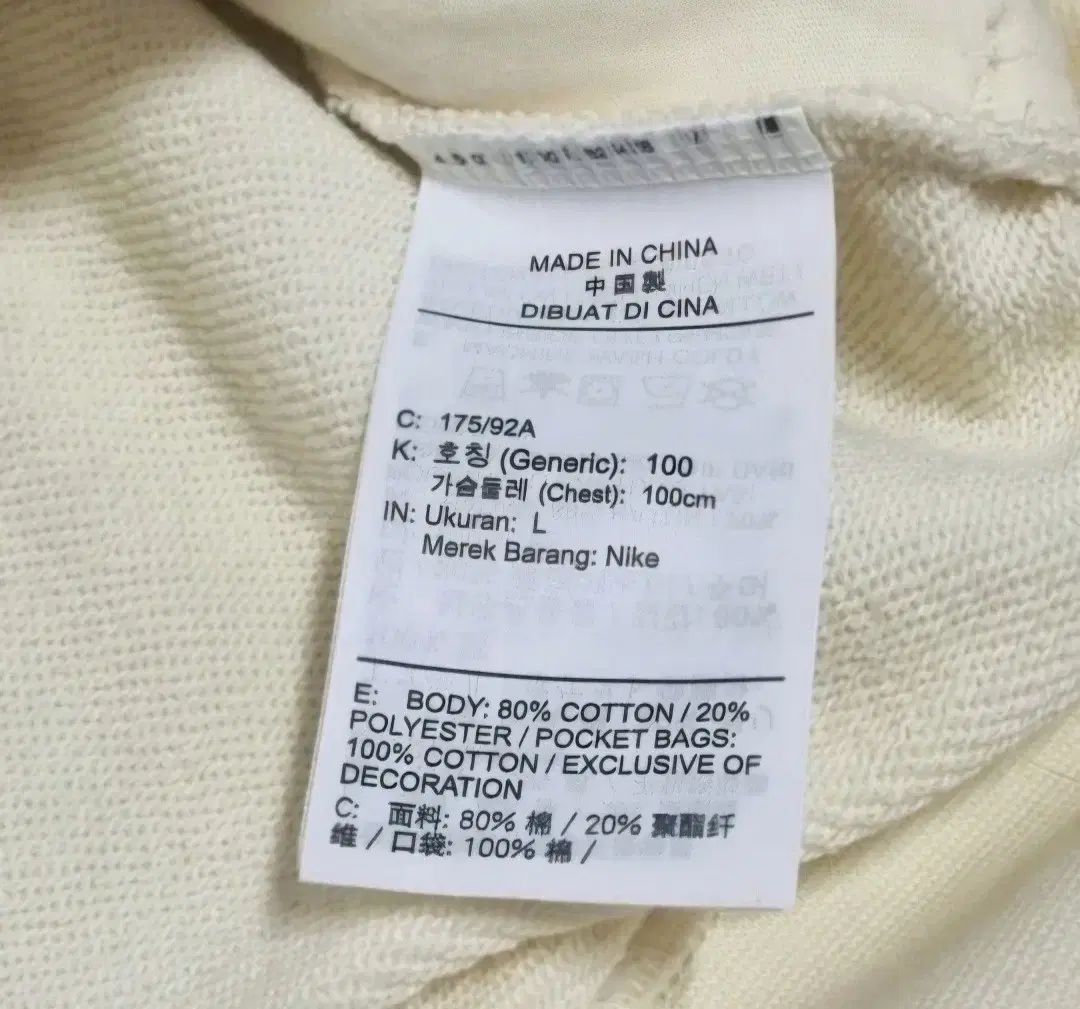 MADE IN CHINA
中国製
DIBUAT DI CINA
C: 175/92A
K: 호칭 (Generic): 100
가슴둘레 (Chest): 100cm
IN: Ukuran: L
Merek Barang: Nike
E: BODY: 80% COTTON / 20%
POLYESTER / POCKET BAGS:
100% COTTON / EXCLUSIVE OF
DECORATION
C: 面料: 80% 棉 / 20% 聚酯纤
维 / 口袋: 100% 棉 /